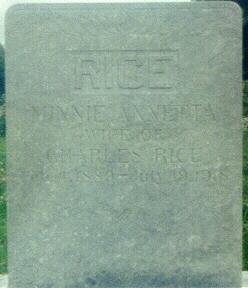 RICE
MINNIE ANNETTA
WIFE OF
CHARLES RICE